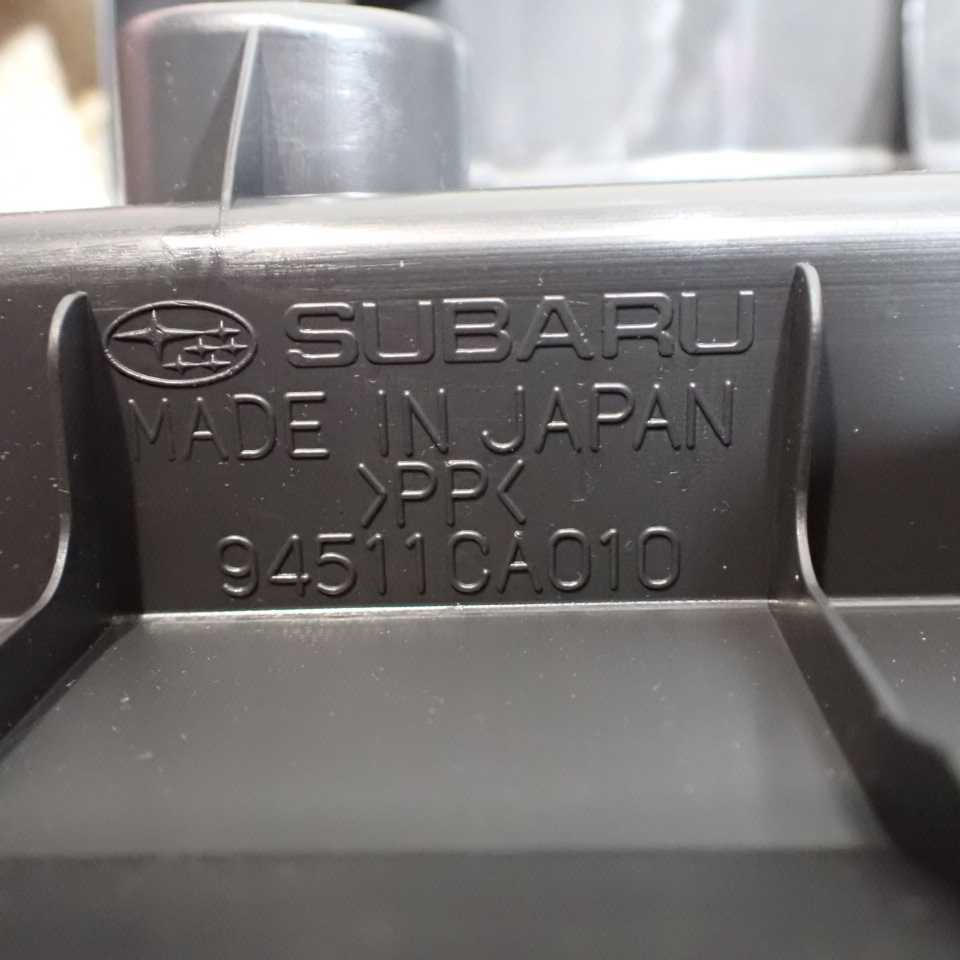 SUBARU
MADE IN JAPAN
>PP<
94511CA010